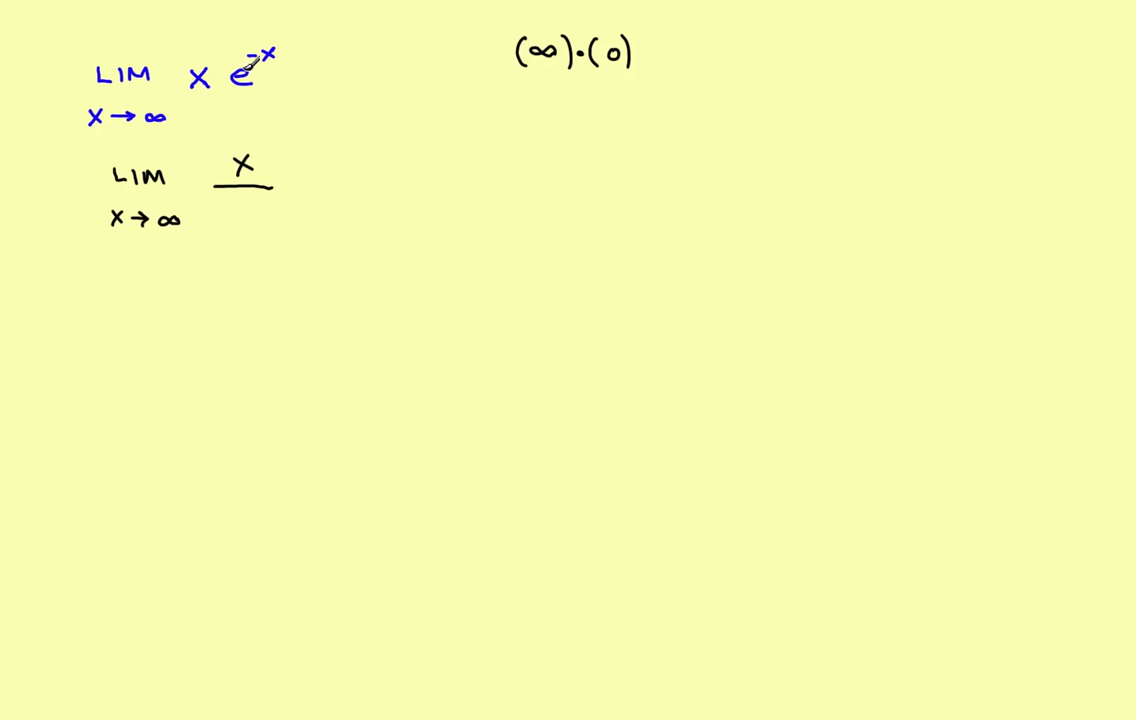 LIM x e^-x (∞)·(0)
x → ∞
LIM x
x → ∞